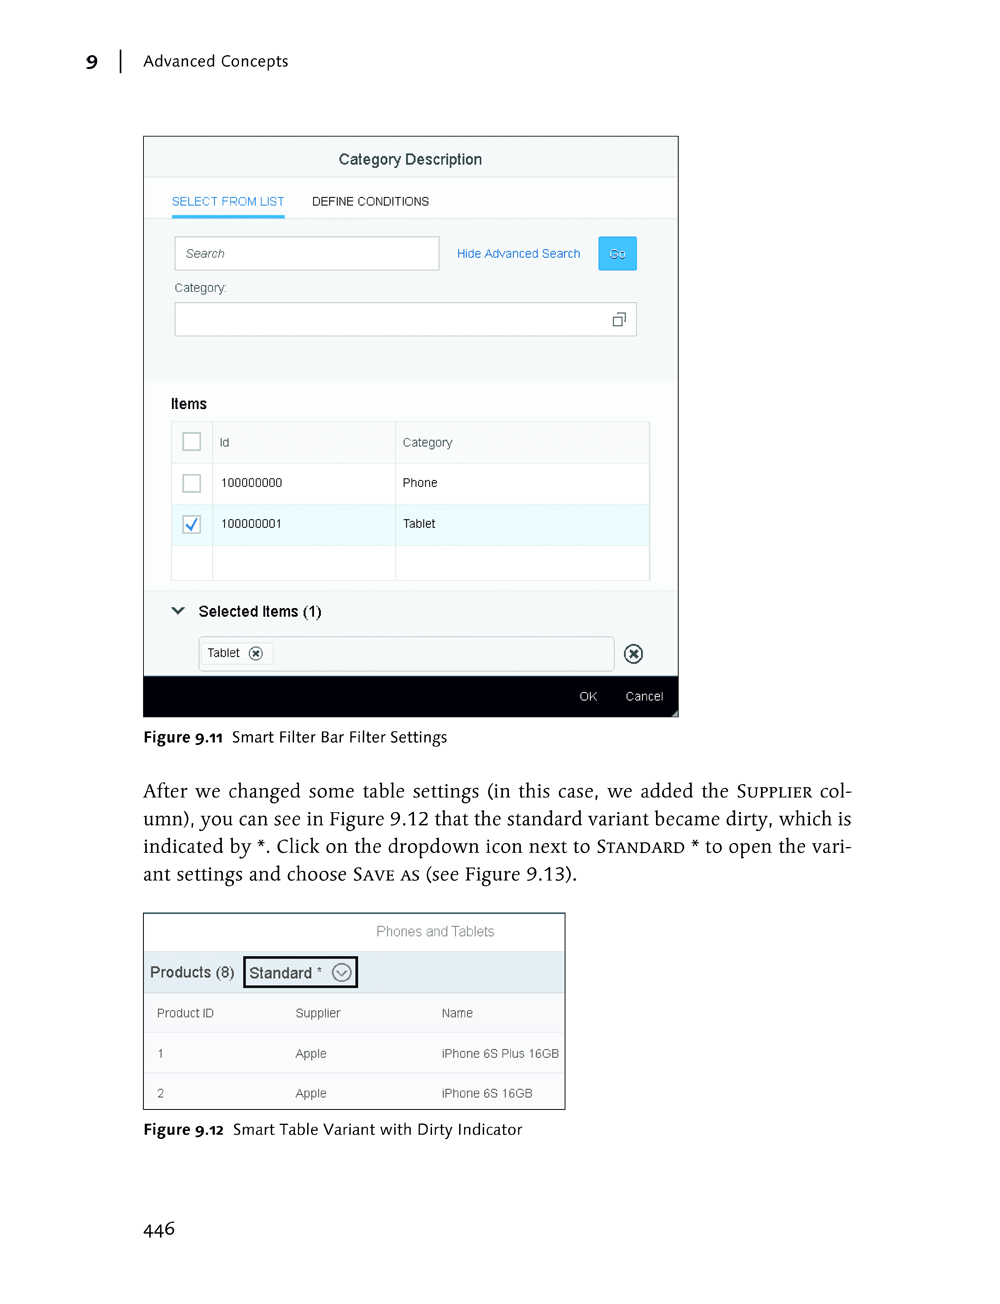 9 | Advanced Concepts
Category Description
SELECT FROM LIST DEFINE CONDITIONS
Search Hide Advanced Search Go
Category:
Items
Id Category
100000000 Phone
100000001 Tablet
Selected Items (1)
Tablet
OK Cancel
Figure 9.11 Smart Filter Bar Filter Settings
After we changed some table settings (in this case, we added the SUPPLIER col-
umn), you can see in Figure 9.12 that the standard variant became dirty, which is
indicated by *. Click on the dropdown icon next to STANDARD * to open the vari-
ant settings and choose SAVE AS (see Figure 9.13).
Phones and Tablets
Products (8) Standard *
Product ID Supplier Name
1 Apple iPhone 6S Plus 16GB
2 Apple iPhone 6S 16GB
Figure 9.12 Smart Table Variant with Dirty Indicator
446